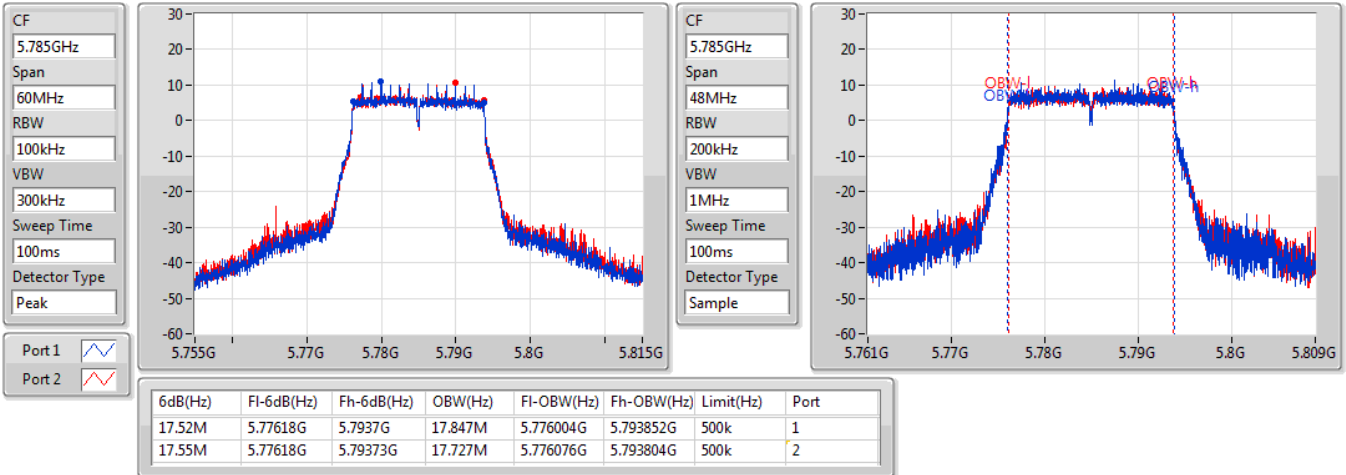 CF
5.785GHz
Span
60MHz
RBW
100kHz
VBW
300kHz
Sweep Time
100ms
Detector Type
Peak
Port 1
Port 2
30
20
10
0
-10
-20
-30
-40
-50
-60
5.755G 5.77G 5.78G 5.79G 5.8G 5.815G
CF
5.785GHz
Span
48MHz
RBW
200kHz
VBW
1MHz
Sweep Time
100ms
Detector Type
Sample
30
20
10
0
-10
-20
-30
-40
-50
-60
OBW-l OBW-h
5.761G 5.77G 5.78G 5.79G 5.8G 5.809G
6dB(Hz) Fl-6dB(Hz) Fh-6dB(Hz) OBW(Hz) Fl-OBW(Hz) Fh-OBW(Hz) Limit(Hz) Port
17.52M 5.77618G 5.7937G 17.847M 5.776004G 5.793852G 500k 1
17.55M 5.77618G 5.79373G 17.727M 5.776076G 5.793804G 500k 2